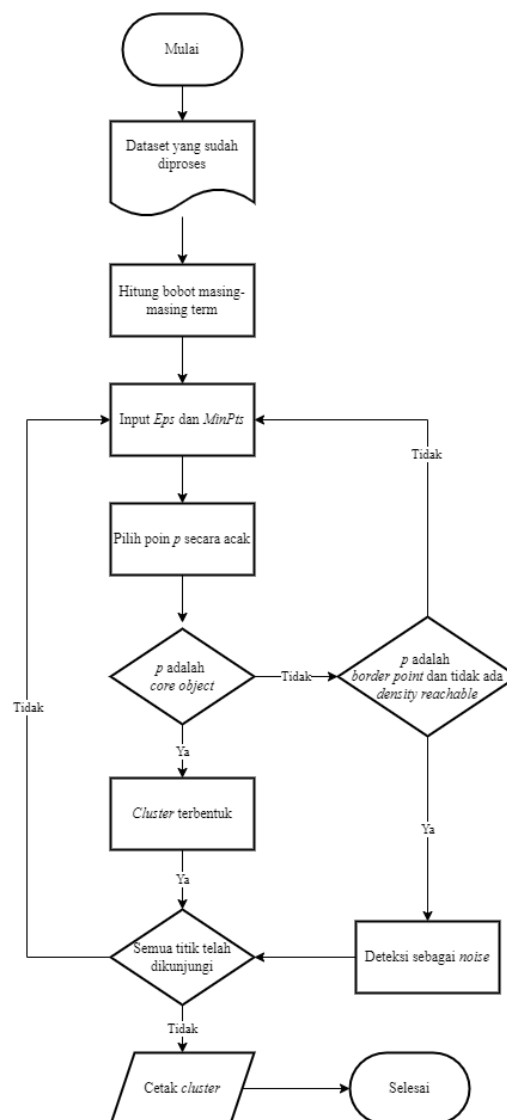 Mulai
Dataset yang sudah
diproses
Hitung bobot masing-
masing term
Input Eps dan MinPts
Tidak
Pilih poin p secara acak
p adalah
core object
Tidak
p adalah
border point dan tidak ada
density reachable
Tidak
Ya
Cluster terbentuk
Ya
Ya
Semua titik telah
dikunjungi
Deteksi sebagai noise
Tidak
Cetak cluster
Selesai